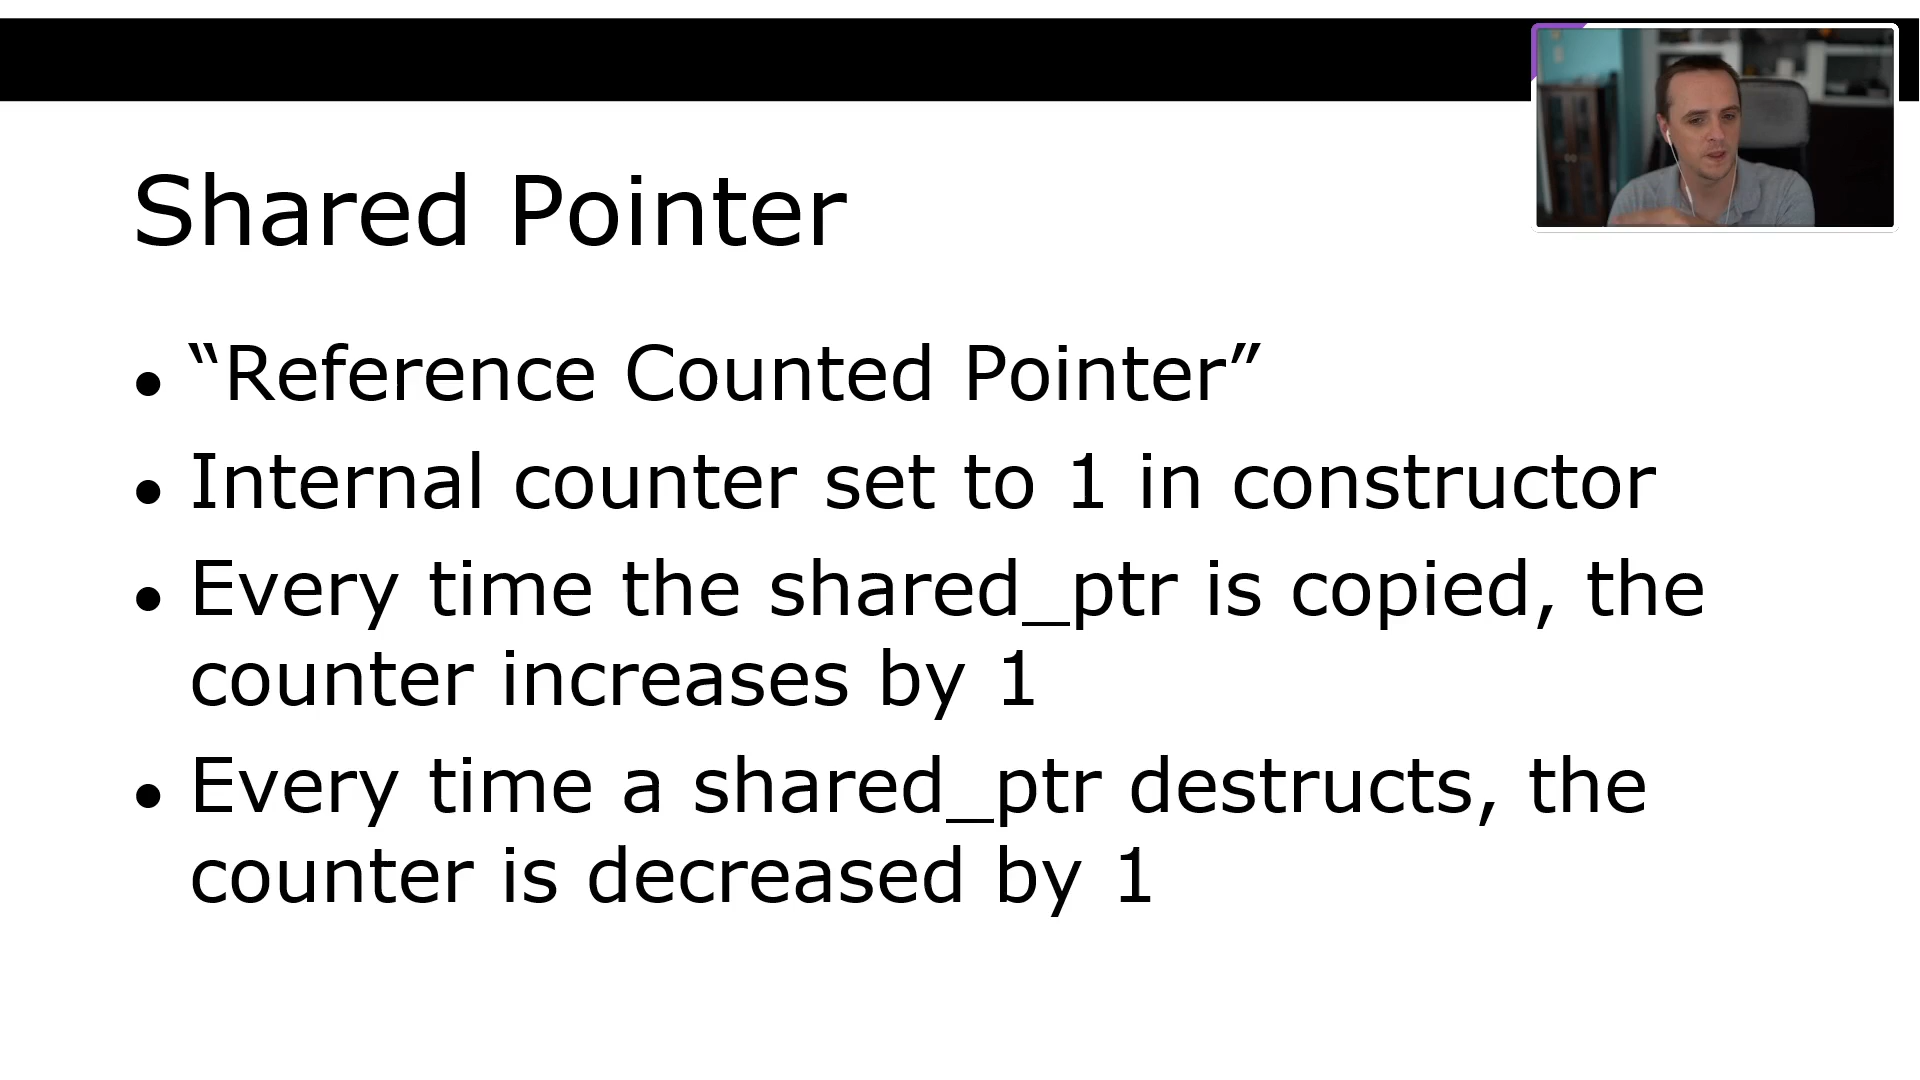 Shared Pointer
• “Reference Counted Pointer”
• Internal counter set to 1 in constructor
• Every time the shared_ptr is copied, the
counter increases by 1
• Every time a shared_ptr destructs, the
counter is decreased by 1